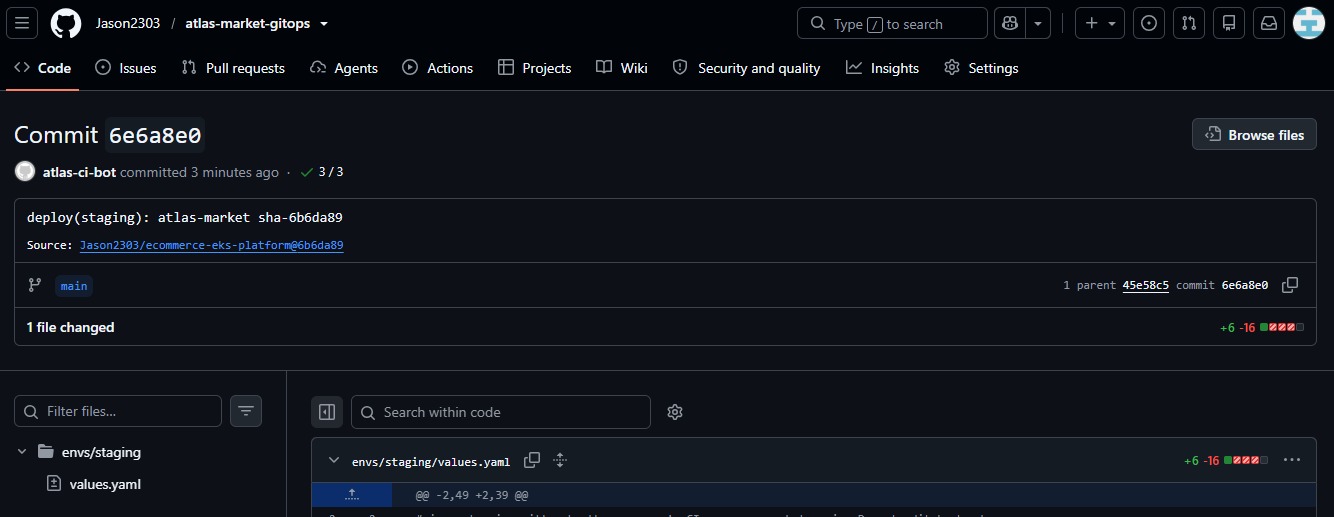 Jason2303 / atlas-market-gitops
Type / to search
Code Issues Pull requests Agents Actions Projects Wiki Security and quality Insights Settings
Commit 6e6a8e0
Browse files
atlas-ci-bot committed 3 minutes ago · 3 / 3
deploy(staging): atlas-market sha-6b6da89
Source: Jason2303/ecommerce-eks-platform@6b6da89
main
1 parent 45e58c5 commit 6e6a8e0
1 file changed
+6 -16
Filter files...
Search within code
envs/staging
values.yaml
envs/staging/values.yaml
+6 -16
@@ -2,49 +2,39 @@